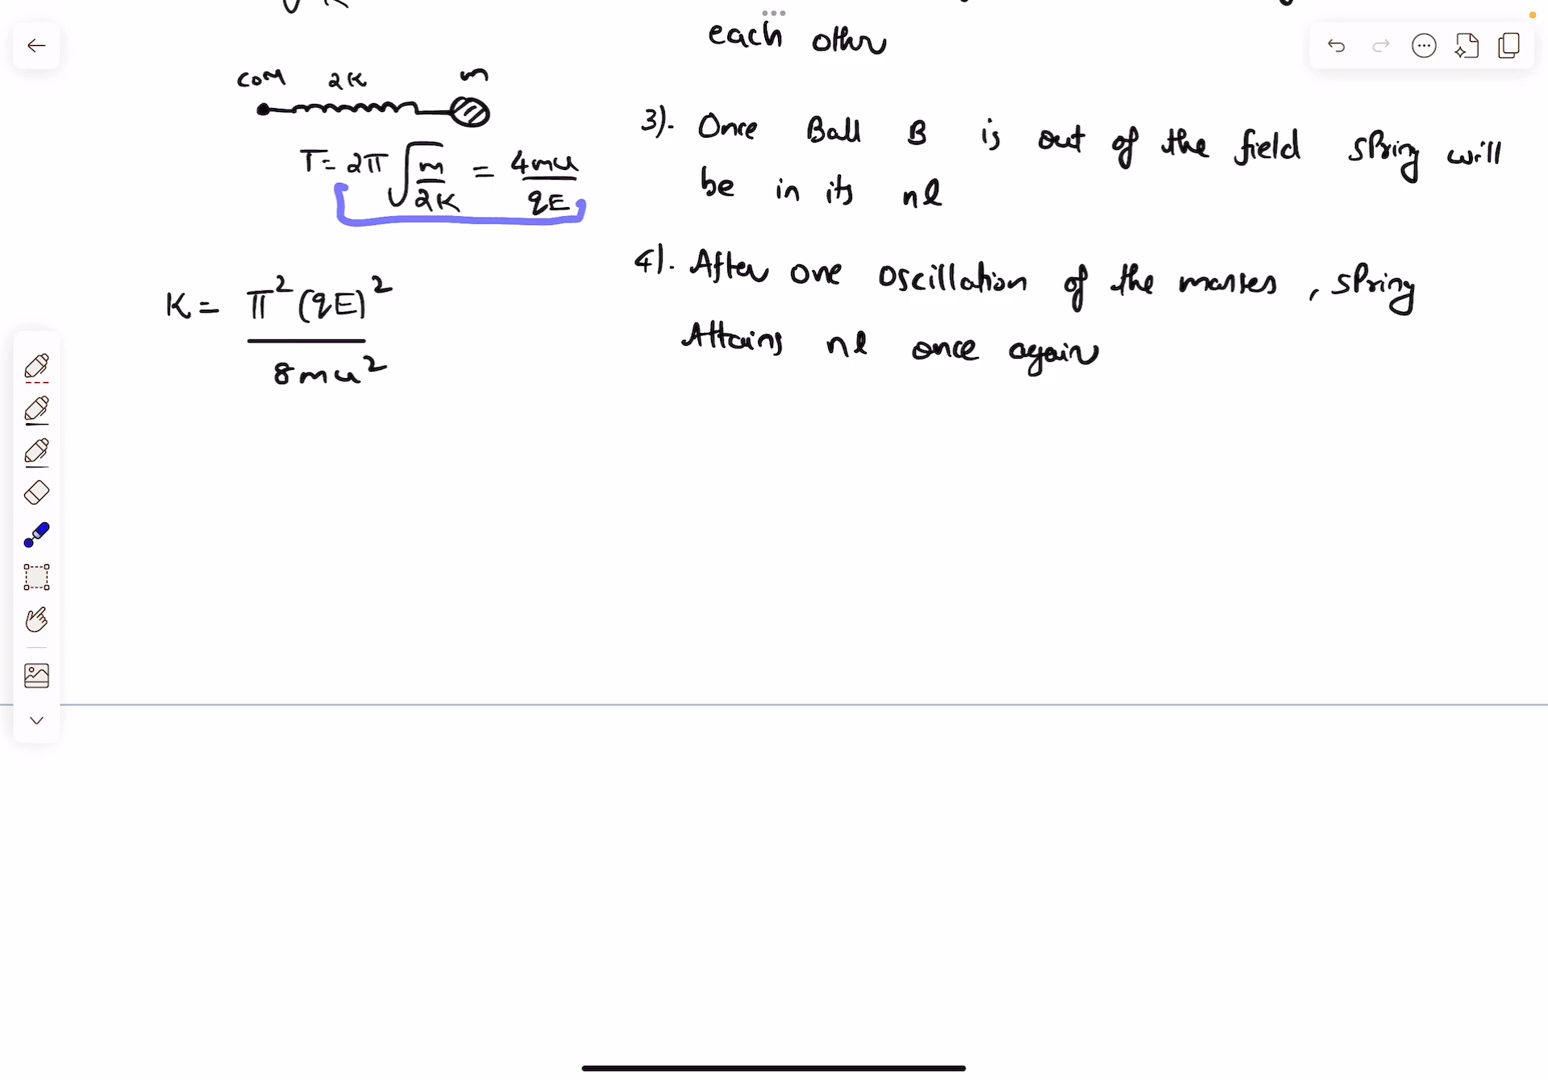 each other
COM 2K m
T = 2π √(m/2K) = 4mu/qE
K = π²(qE)²/8mu²
3). Once Ball B is out of the field spring will
be in its nl
4). After one oscillation of the masses, spring
Attains nl once again